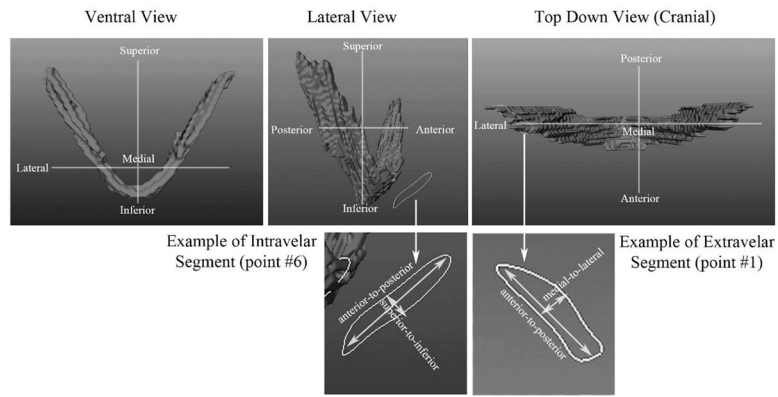 Ventral View
Lateral View
Top Down View (Cranial)
Superior
Lateral
Medial
Inferior
Superior
Posterior
Anterior
Inferior
Posterior
Lateral
Medial
Anterior
Example of Intravelar
Segment (point #6)
anterior-to-posterior
superior-to-inferior
medial-to-lateral
anterior-to-posterior
Example of Extravelar
Segment (point #1)